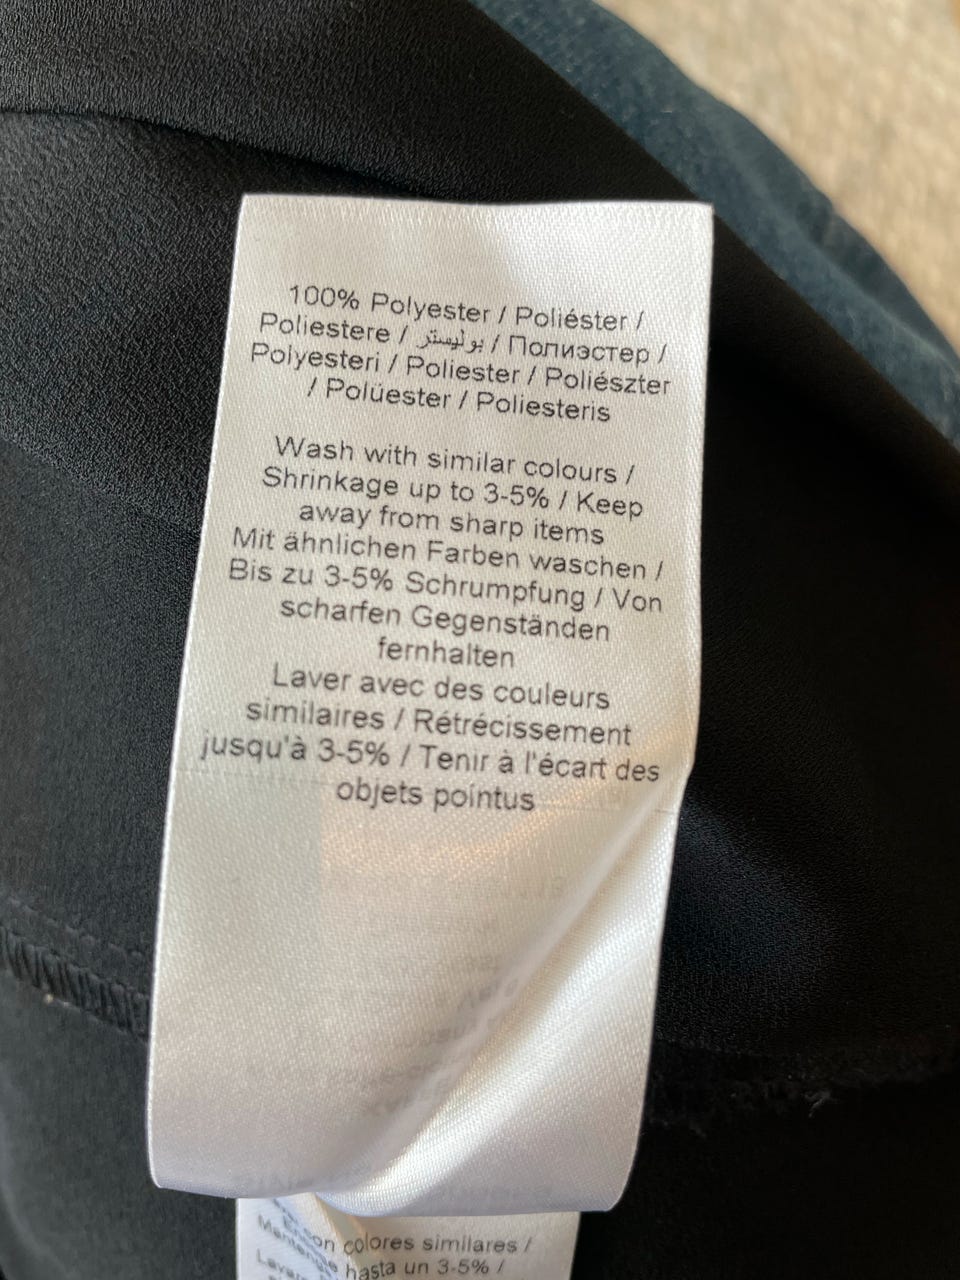 100% Polyester / Poliéster /
Poliestere / بوليستر / Полиэстер /
Polyesteri / Poliester / Poliészter
/ Polúester / Poliesteris
Wash with similar colours /
Shrinkage up to 3-5% / Keep
away from sharp items
Mit ähnlichen Farben waschen /
Bis zu 3-5% Schrumpfung / Von
scharfen Gegenständen
fernhalten
Laver avec des couleurs
similaires / Rétrécissement
jusqu'à 3-5% / Tenir à l'écart des
objets pointus
con colores similares /
hasta un 3-5% /